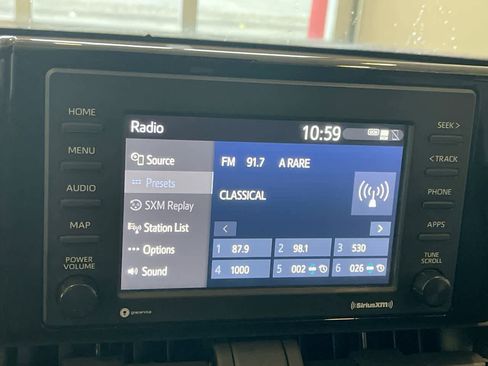 HOME
MENU
AUDIO
MAP
POWER
VOLUME
Radio
10:59
Source
Presets
SXM Replay
Station List
Options
Sound
FM 91.7 A RARE
CLASSICAL
< >
1 87.9 2 98.1 3 530
4 1000 5 002 6 026
SEEK >
< TRACK
PHONE
APPS
TUNE
SCROLL
gracenote
((SiriusXM))